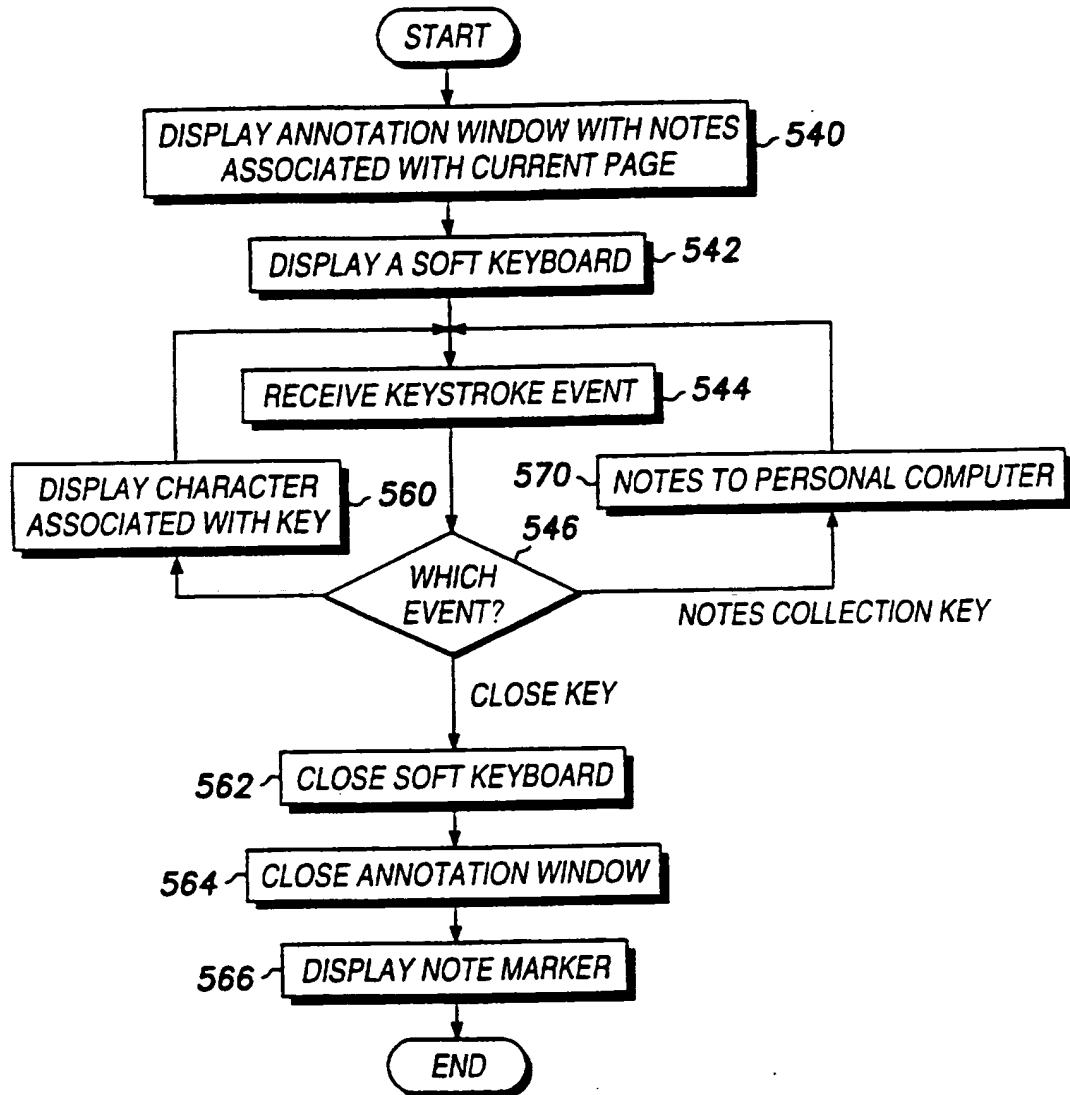 START
DISPLAY ANNOTATION WINDOW WITH NOTES
ASSOCIATED WITH CURRENT PAGE
540
DISPLAY A SOFT KEYBOARD
542
RECEIVE KEYSTROKE EVENT
544
DISPLAY CHARACTER
ASSOCIATED WITH KEY
560
570
NOTES TO PERSONAL COMPUTER
546
WHICH
EVENT?
NOTES COLLECTION KEY
CLOSE KEY
562
CLOSE SOFT KEYBOARD
564
CLOSE ANNOTATION WINDOW
566
DISPLAY NOTE MARKER
END